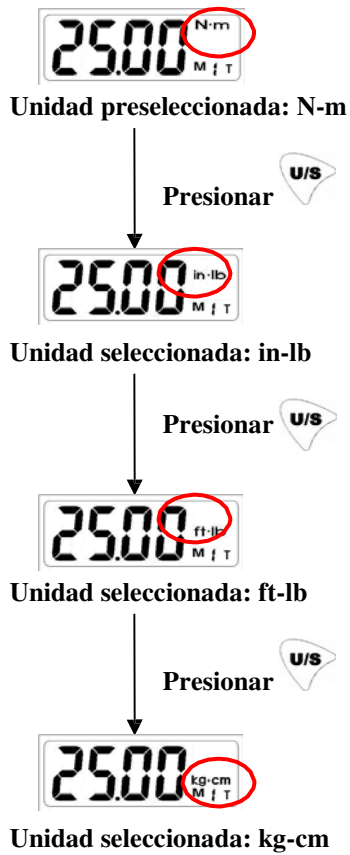 25.00 N·m
M T
Unidad preseleccionada: N-m
U/S
Presionar
25.00 in·lb
M T
Unidad seleccionada: in-lb
Presionar U/S
25.00 ft·lb
M T
Unidad seleccionada: ft-lb
U/S
Presionar
25.00 kg·cm
M T
Unidad seleccionada: kg-cm